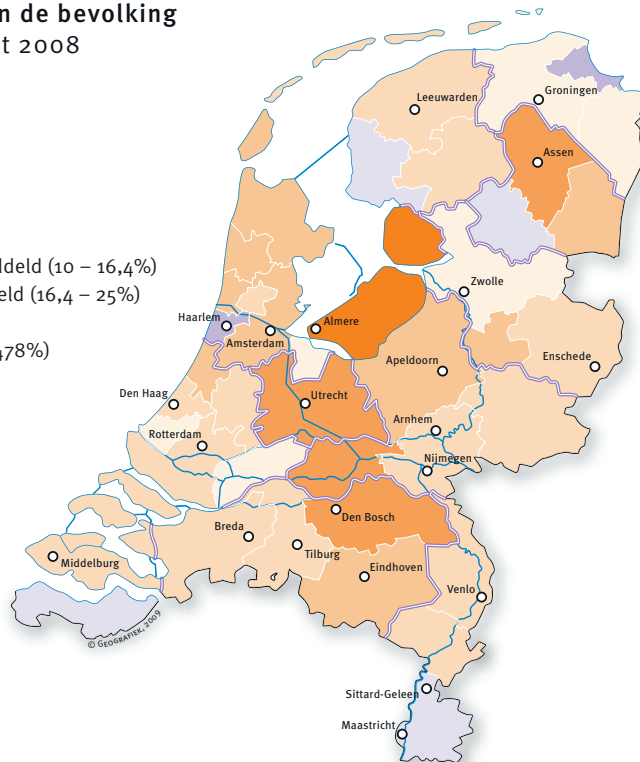 n de bevolking
t 2008
ddeld (10 – 16,4%)
eld (16,4 – 25%)
478%)
Leeuwarden
Groningen
Assen
Zwolle
Haarlem
Almere
Amsterdam
Enschede
Apeldoorn
Den Haag
Utrecht
Arnhem
Rotterdam
Nijmegen
Den Bosch
Breda
Tilburg
Middelburg
Eindhoven
Venlo
© Geografiek, 2009
Sittard-Geleen
Maastricht